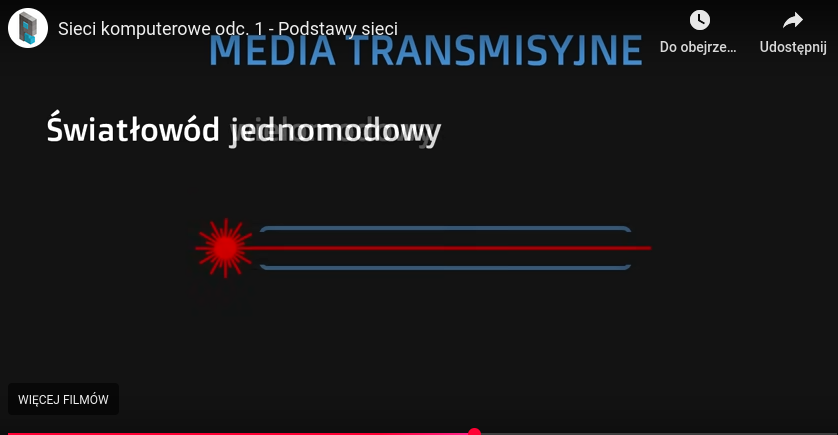 Sieci komputerowe odc. 1 - Podstawy sieci
MEDIA TRANSMISYJNE
Do obejrze...
Udostępnij
Światłowód jednomodowy
WIĘCEJ FILMÓW